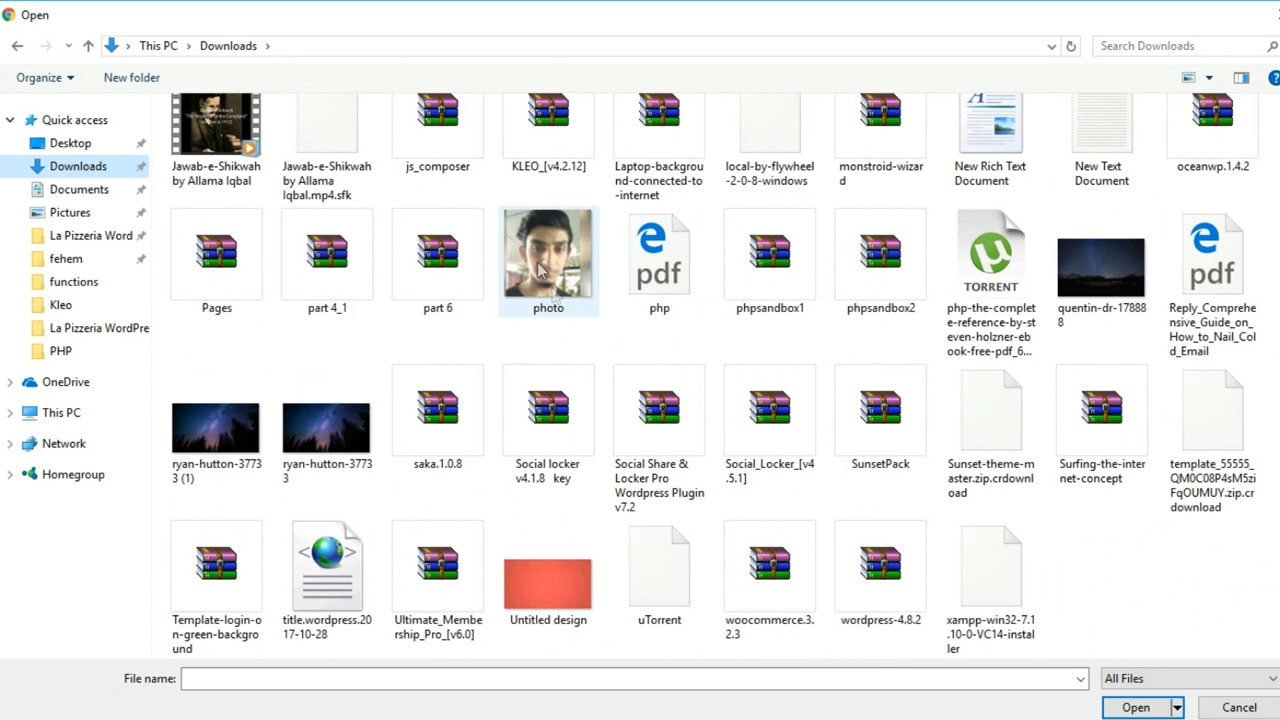 Open
This PC > Downloads >
Search Downloads
Organize
New folder
Quick access
Desktop
Downloads
Documents
Pictures
La Pizzeria Word
fehem
functions
Kleo
La Pizzeria WordPre
PHP
OneDrive
This PC
Network
Homegroup
Jawab-e-Shikwah
by Allama Iqbal
Jawab-e-Shikwah
by Allama
Iqbal.mp4.sfk
js_composer
KLEO_[v4.2.12]
Laptop-backgrou
nd-connected-to
-internet
local-by-flywheel
-2-0-8-windows
monstroid-wizar
d
New Rich Text
Document
New Text
Document
oceanwp.1.4.2
Pages
part 4_1
part 6
photo
pdf
php
phpsandbox1
phpsandbox2
TORRENT
php-the-complet
e-reference-by-st
even-holzner-eb
ook-free-pdf_6...
quentin-dr-17888
8
pdf
Reply_Comprehe
nsive_Guide_on_
How_to_Nail_Col
d_Email
ryan-hutton-3773
3 (1)
ryan-hutton-3773
3
saka.1.0.8
Social locker
v4.1.8 key
Social Share &
Locker Pro
Wordpress Plugin
v7.2
Social_Locker_[v4
.5.1]
SunsetPack
Sunset-theme-m
aster.zip.crdownl
oad
Surfing-the-inter
net-concept
template_55555_
QM0C08P4sM5zi
FqOUMUY.zip.cr
download
Template-login-o
n-green-backgro
und
title.wordpress.20
17-10-28
Ultimate_Membe
rship_Pro_[v6.0]
Untitled design
uTorrent
woocommerce.3.
2.3
wordpress-4.8.2
xampp-win32-7.1
.10-0-VC14-instal
ler
File name:
All Files
Open
Cancel